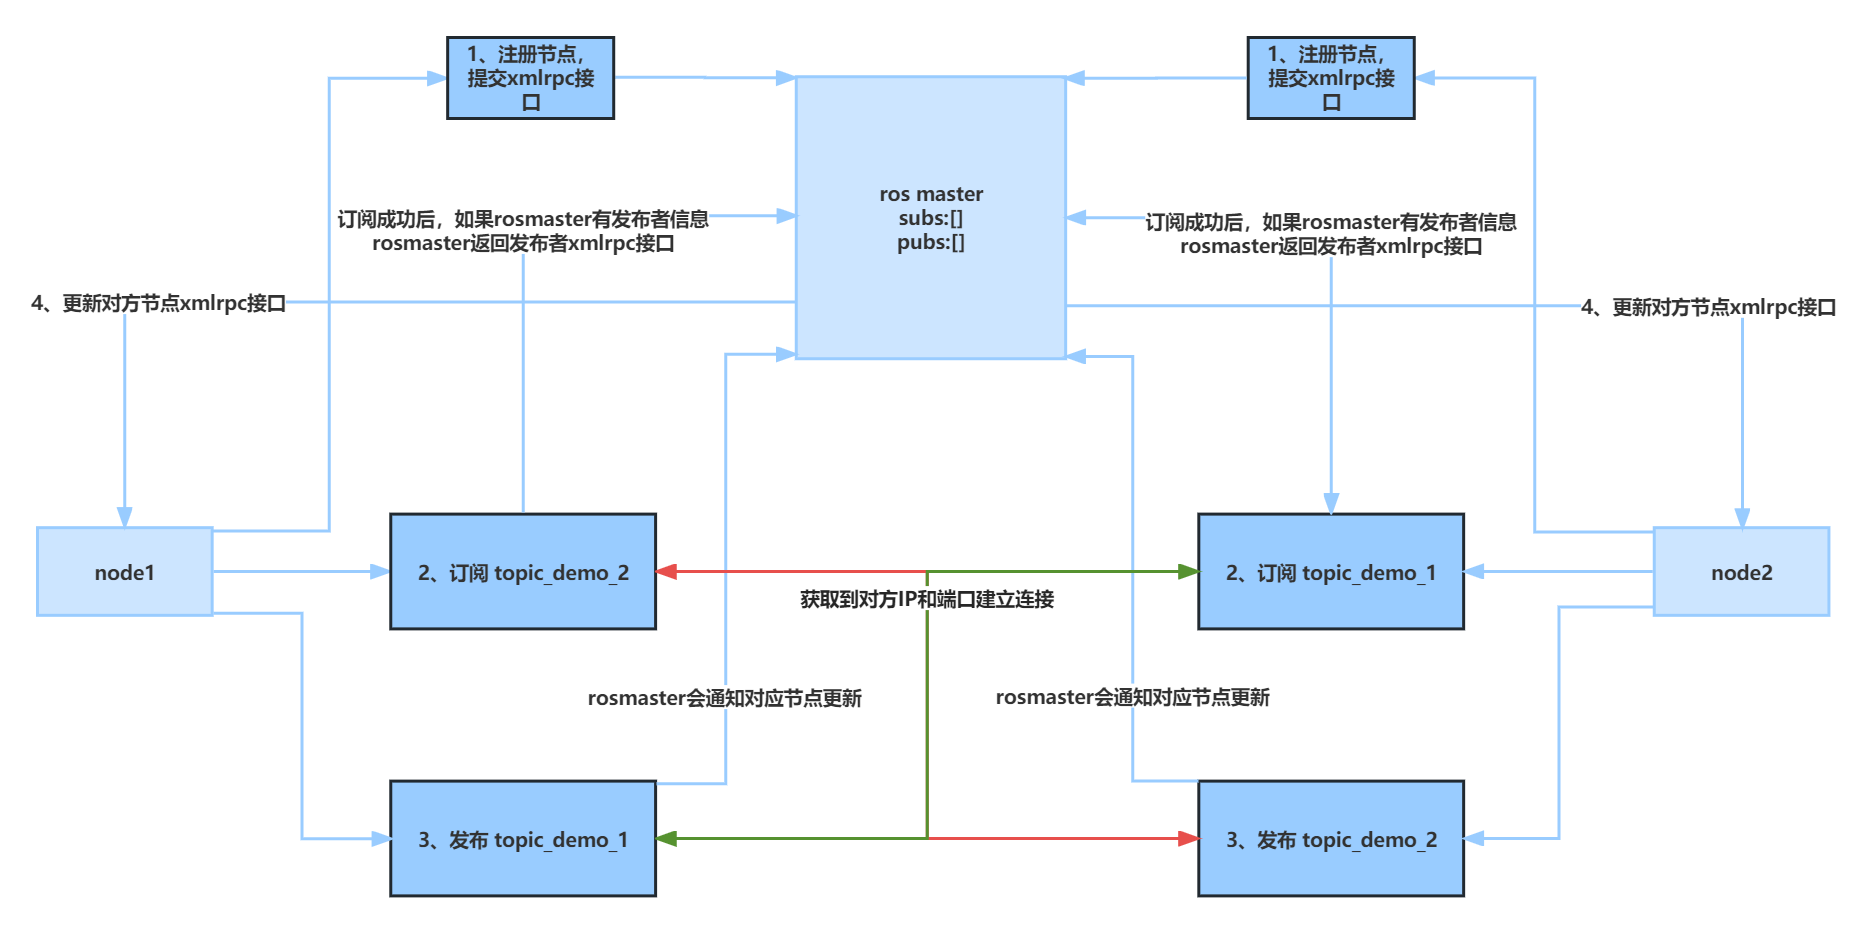 1、注册节点，
提交xmlrpc接
口
1、注册节点，
提交xmlrpc接
口
ros master
subs:[]
pubs:[]
订阅成功后，如果rosmaster有发布者信息
rosmaster返回发布者xmlrpc接口
订阅成功后，如果rosmaster有发布者信息
rosmaster返回发布者xmlrpc接口
4、更新对方节点xmlrpc接口
4、更新对方节点xmlrpc接口
node1
2、订阅 topic_demo_2
2、订阅 topic_demo_1
node2
获取到对方IP和端口建立连接
rosmaster会通知对应节点更新
rosmaster会通知对应节点更新
3、发布 topic_demo_1
3、发布 topic_demo_2